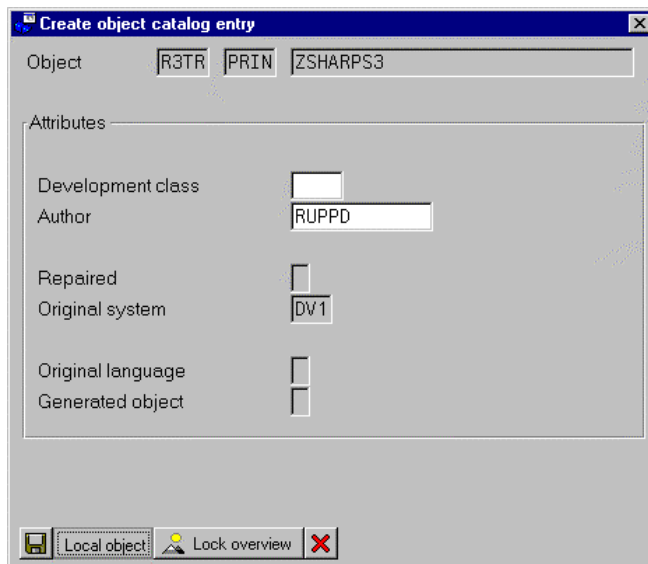 Create object catalog entry
Object R3TR PRIN ZSHARPS3
Attributes
Development class
Author RUPPD
Repaired
Original system DV1
Original language
Generated object
Local object Lock overview